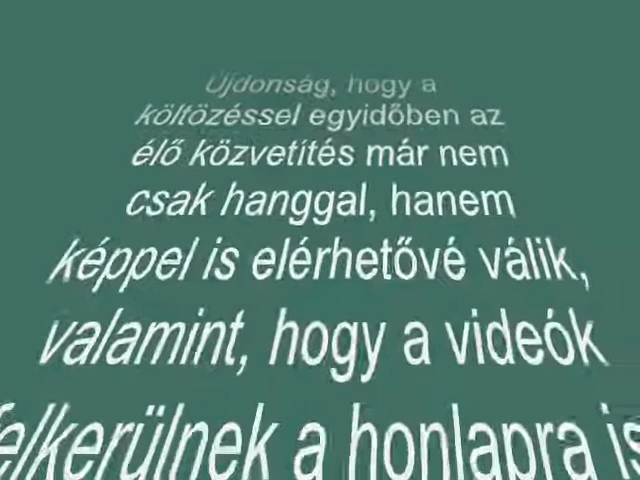 Újdonság, hogy a
költözéssel egyidőben az
élő közvetítés már nem
csak hanggal, hanem
képpel is elérhetővé válik,
valamint, hogy a videók
felkerülnek a honlapra is